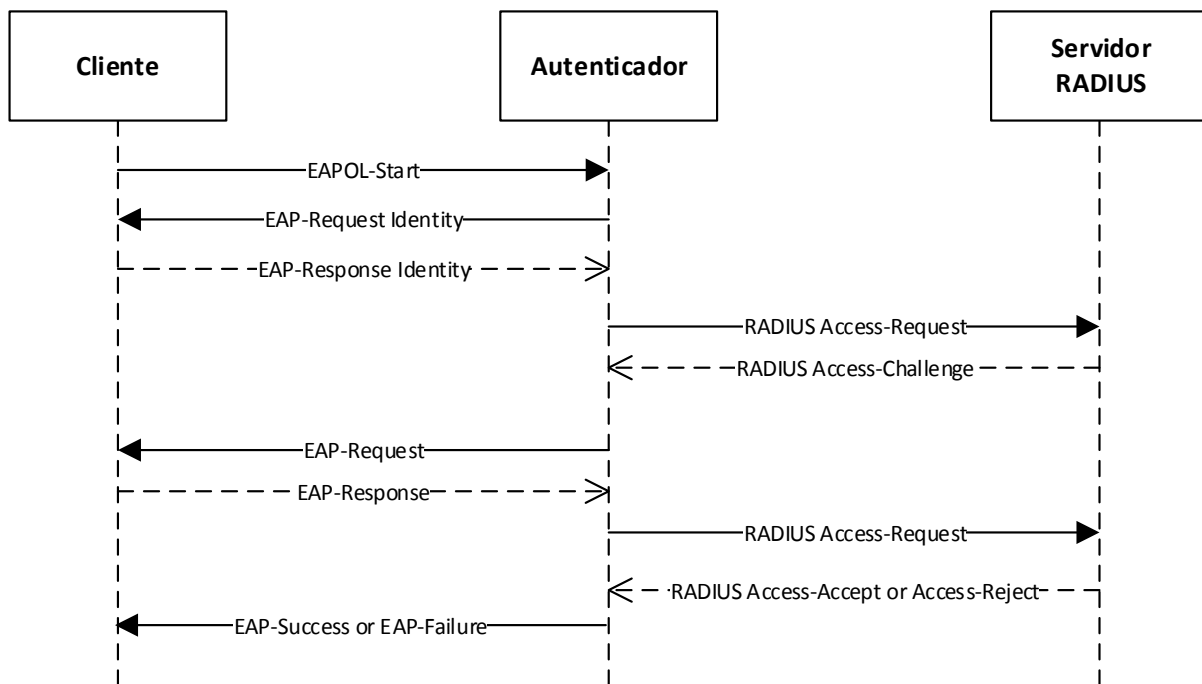 Cliente
Autenticador
Servidor
RADIUS
EAPOL-Start
EAP-Request Identity
EAP-Response Identity
RADIUS Access-Request
RADIUS Access-Challenge
EAP-Request
EAP-Response
RADIUS Access-Request
RADIUS Access-Accept or Access-Reject
EAP-Success or EAP-Failure